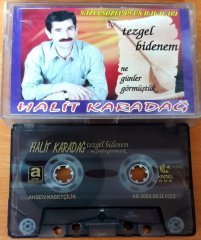 tezgel
bidenem
ne
günler
görmüştük
HALİT KARADAĞ
HALİT KARADAĞ tezgel bidenem
ne günler görmüştük
a
AHSEN KASETÇİLİK